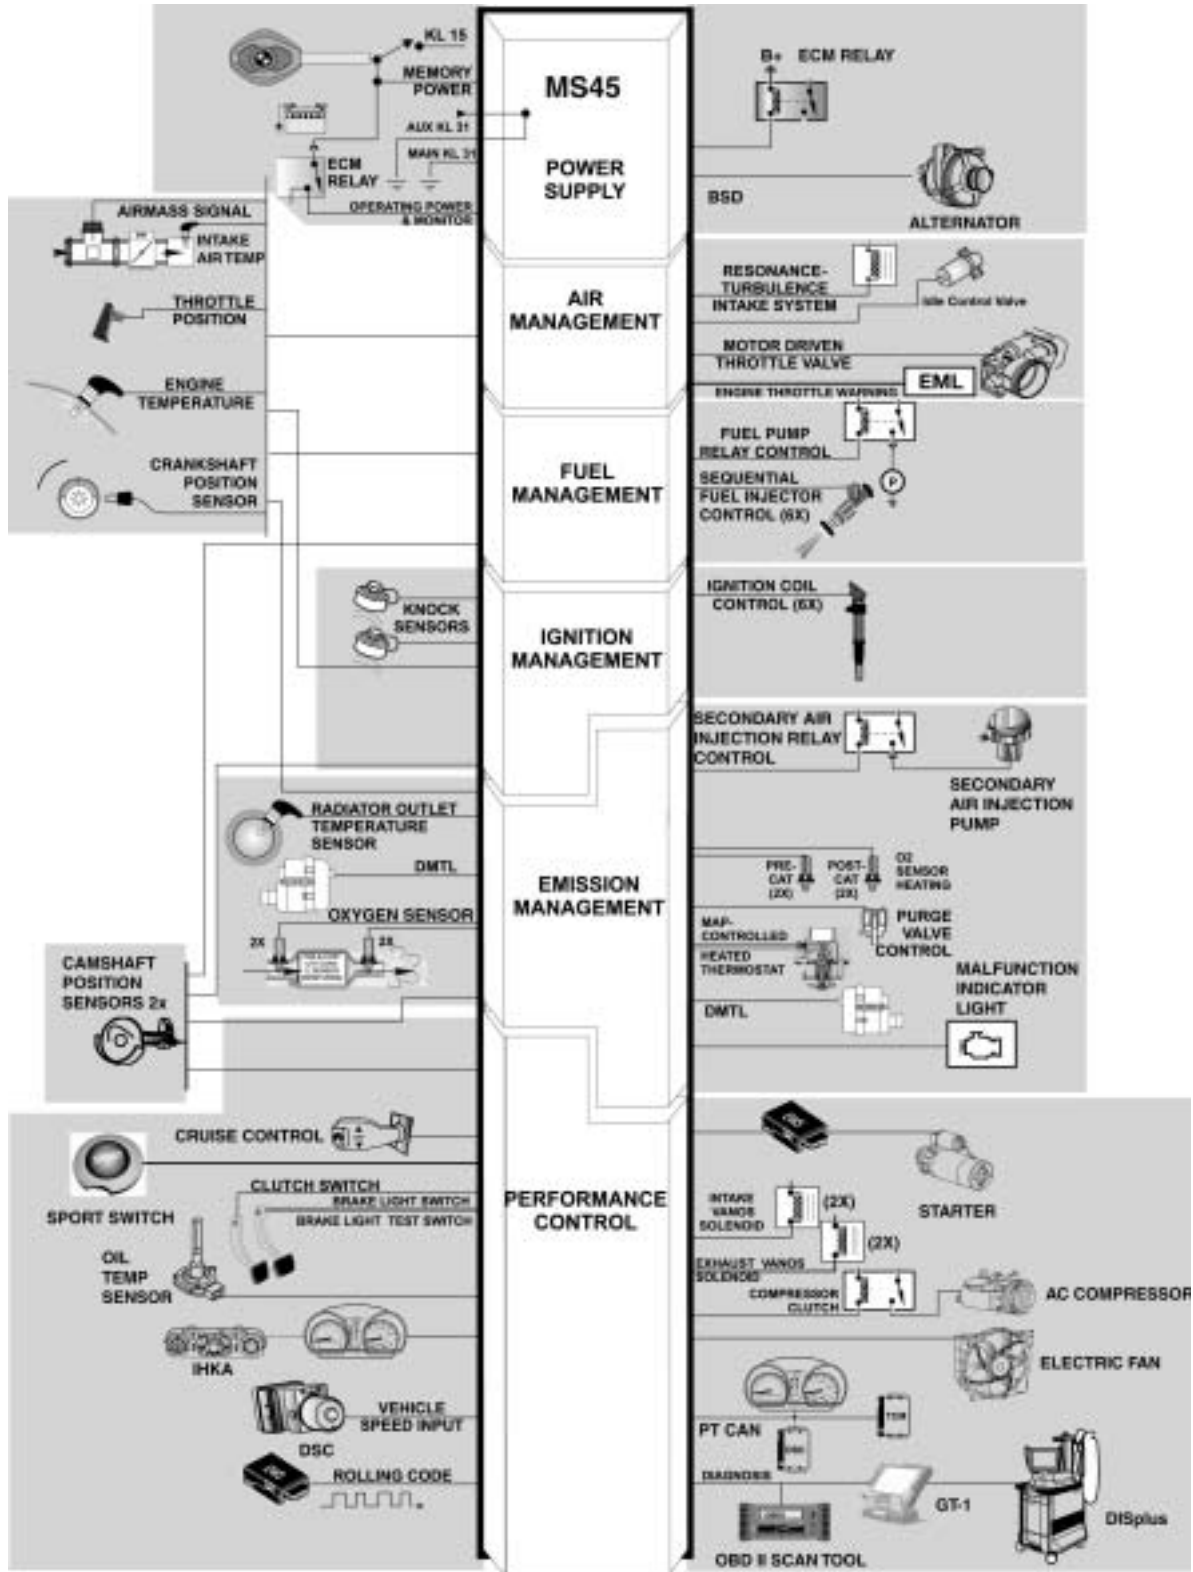 KL 15
MEMORY
POWER
AUX KL 31
MAIN KL 31
ECM
RELAY
OPERATING POWER
& MONITOR
AIRMASS SIGNAL
INTAKE
AIR TEMP
THROTTLE
POSITION
ENGINE
TEMPERATURE
CRANKSHAFT
POSITION
SENSOR
KNOCK
SENSORS
RADIATOR OUTLET
TEMPERATURE
SENSOR
DMTL
OXYGEN SENSOR
2X
2X
CAMSHAFT
POSITION
SENSORS 2x
CRUISE CONTROL
SPORT SWITCH
CLUTCH SWITCH
BRAKE LIGHT SWITCH
BRAKE LIGHT TEST SWITCH
OIL
TEMP
SENSOR
IHKA
VEHICLE
SPEED INPUT
DSC
ROLLING CODE
MS45
POWER
SUPPLY
AIR
MANAGEMENT
FUEL
MANAGEMENT
IGNITION
MANAGEMENT
EMISSION
MANAGEMENT
PERFORMANCE
CONTROL
B+ ECM RELAY
BSD
ALTERNATOR
RESONANCE-
TURBULENCE
INTAKE SYSTEM
Idle Control Valve
MOTOR DRIVEN
THROTTLE VALVE
EML
ENGINE THROTTLE WARNING
FUEL PUMP
RELAY CONTROL
P
SEQUENTIAL
FUEL INJECTOR
CONTROL (6X)
IGNITION COIL
CONTROL (6X)
SECONDARY AIR
INJECTION RELAY
CONTROL
SECONDARY
AIR INJECTION
PUMP
PRE-
CAT
(2X)
POST-
CAT
(2X)
O2
SENSOR
HEATING
PURGE
VALVE
CONTROL
MAP-
CONTROLLED
HEATED
THERMOSTAT
DMTL
MALFUNCTION
INDICATOR
LIGHT
STARTER
INTAKE
VANOS
SOLENOID
(2X)
(2X)
EXHAUST VANOS
SOLENOID
COMPRESSOR
CLUTCH
AC COMPRESSOR
ELECTRIC FAN
PT CAN
TCM
DIAGNOSIS
GT-1
DISplus
OBD II SCAN TOOL